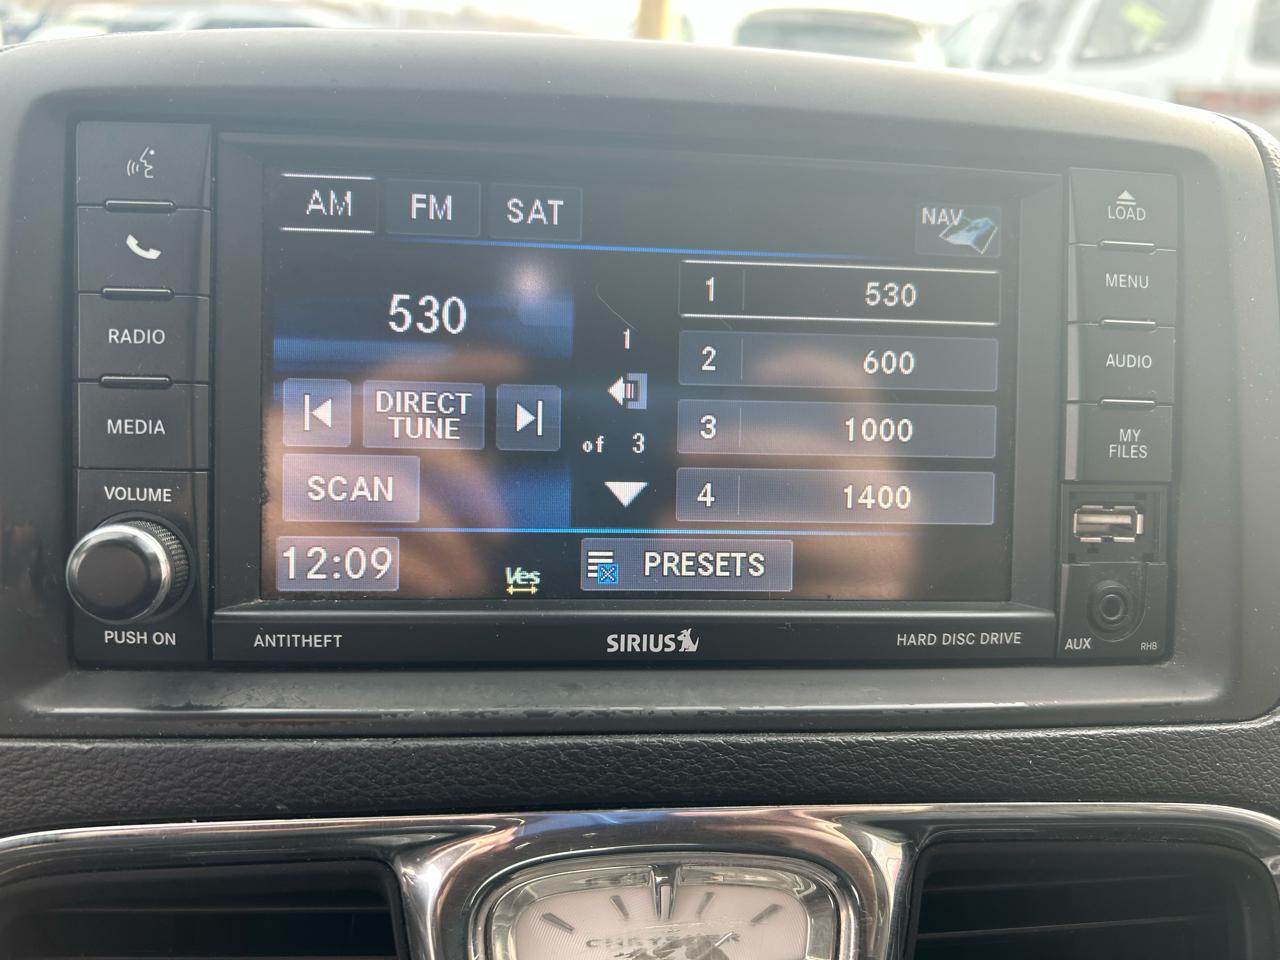 AM FM SAT NAV
LOAD
530
1 530
MENU
1
2 600
RADIO
AUDIO
DIRECT
TUNE
of 3
3 1000
MEDIA
MY
FILES
SCAN
4 1400
VOLUME
12:09
Ves
PRESETS
PUSH ON
ANTITHEFT
SIRIUS
HARD DISC DRIVE
AUX
RHB
CHRYSLER